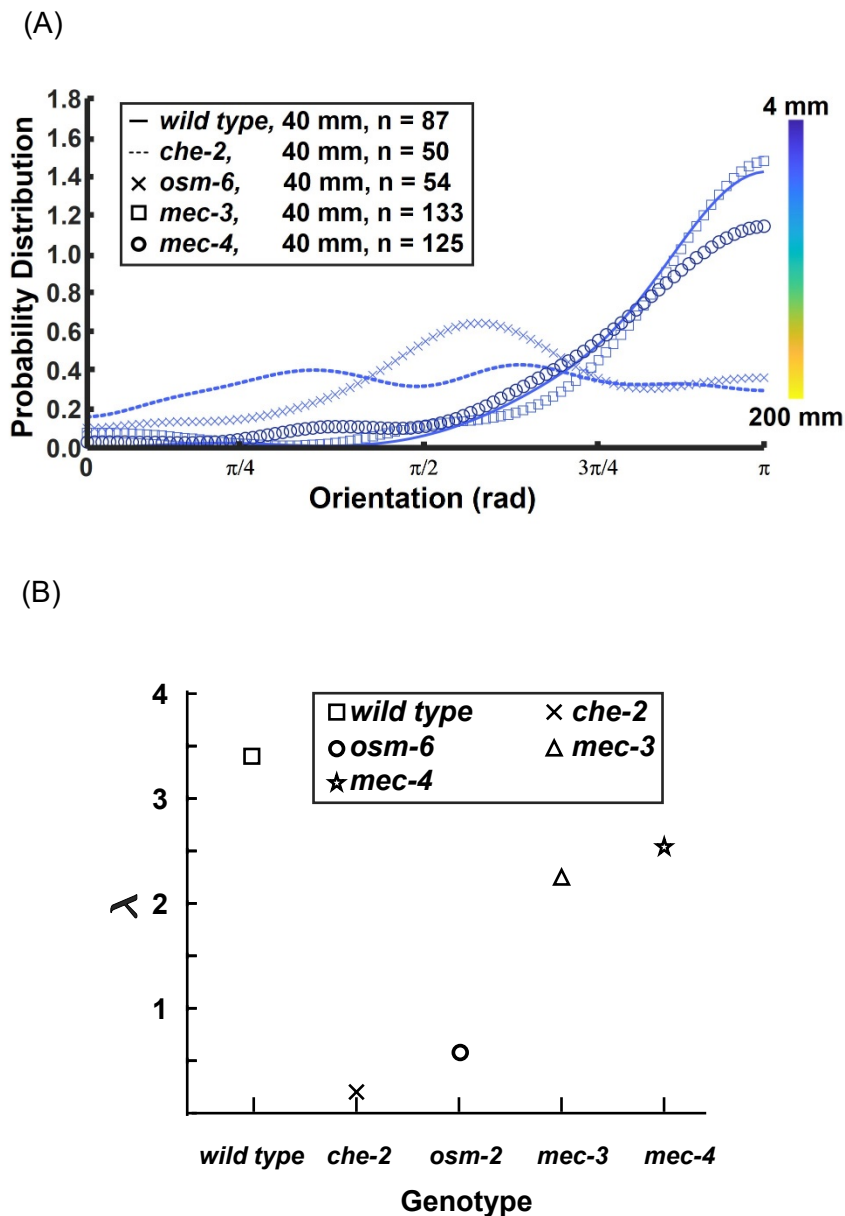 (A)
Probability Distribution
1.8
1.6
1.4
1.2
1.0
0.8
0.6
0.4
0.2
0.0
wild type, 40 mm, n = 87
che-2, 40 mm, n = 50
osm-6, 40 mm, n = 54
mec-3, 40 mm, n = 133
mec-4, 40 mm, n = 125
4 mm
200 mm
0 π/4 π/2 3π/4 π
Orientation (rad)
(B)
λ
4
3
2
1
wild type che-2
osm-6 mec-3
mec-4
wild type che-2 osm-2 mec-3 mec-4
Genotype